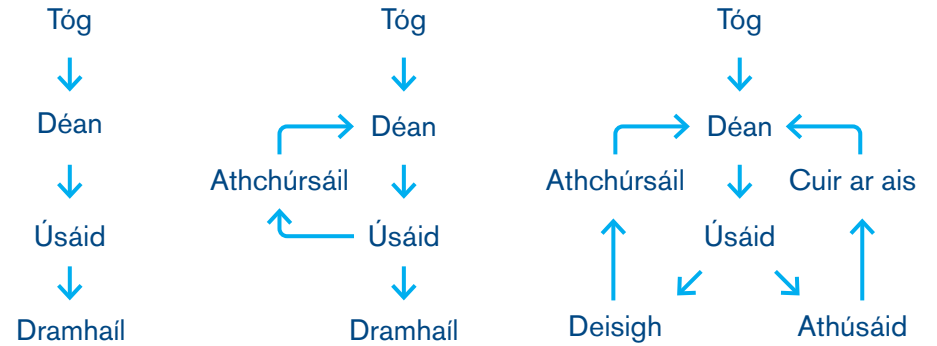 Tóg
Déan
Úsáid
Dramhaíl
Tóg
Déan
Athchúrsáil
Úsáid
Dramhaíl
Tóg
Déan
Athchúrsáil
Cuir ar ais
Úsáid
Deisigh
Athúsáid